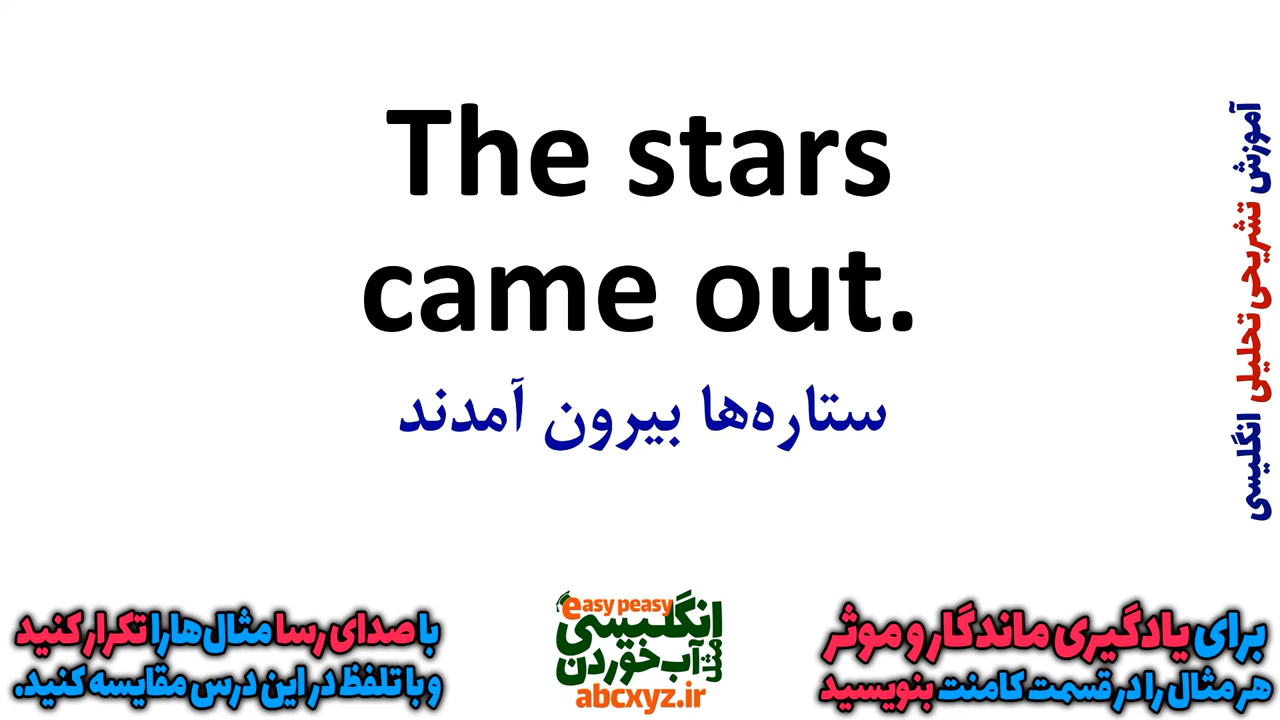 The stars
came out.
ستاره‌ها بیرون آمدند
آموزش تشریحی تحلیلی انگلیسی
برای یادگیری ماندگار و موثر
هر مثال را در قسمت کامنت بنویسید
easy peasy
انگلیسی
مثل
آب خوردن
abcxyz.ir
با صدای رسا مثال‌ها را تکرار کنید
و با تلفظ در این درس مقایسه کنید.